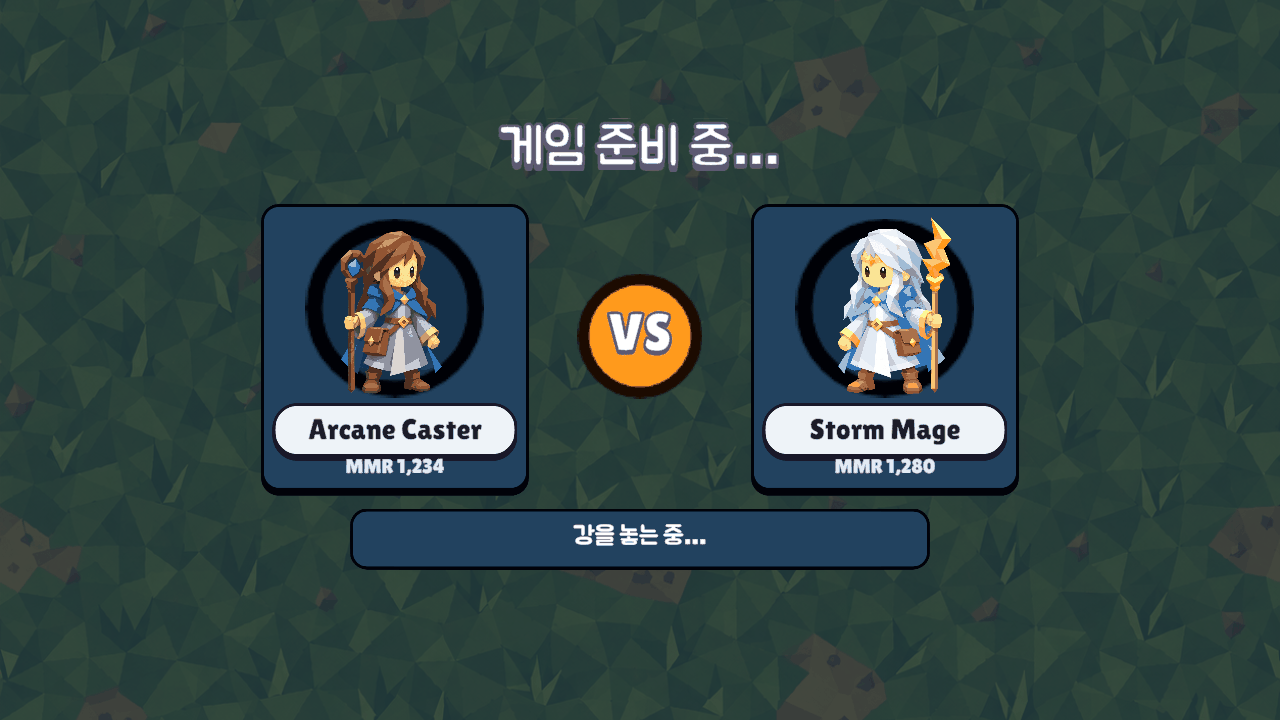 게임 준비 중...
VS
Arcane Caster
MMR 1,234
Storm Mage
MMR 1,280
강을 놓는 중...